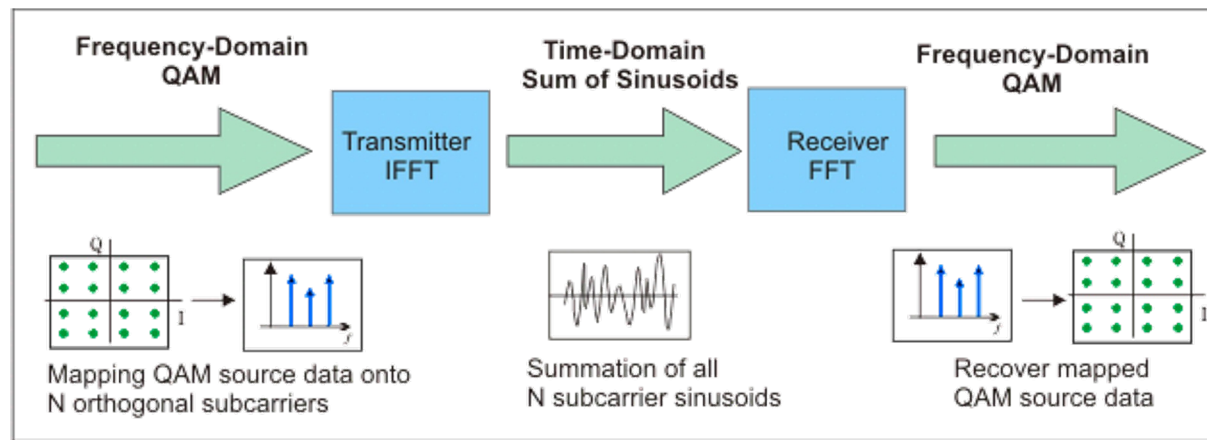 Frequency-Domain
QAM
Time-Domain
Sum of Sinusoids
Frequency-Domain
QAM
Transmitter
IFFT
Receiver
FFT
Q
I
f
f
Q
I
Mapping QAM source data onto
N orthogonal subcarriers
Summation of all
N subcarrier sinusoids
Recover mapped
QAM source data